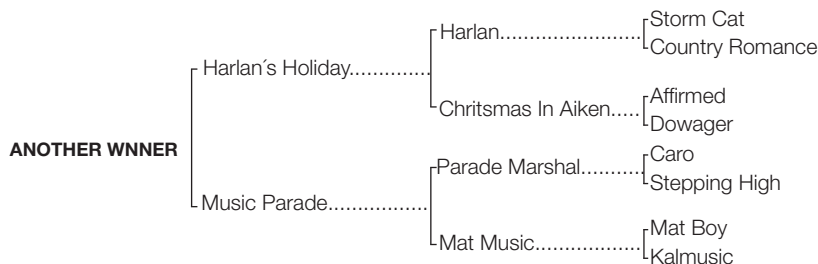 Storm Cat
Harlan........................
Country Romance
Harlan´s Holiday..............
Affirmed
Chritsmas In Aiken.....
Dowager
ANOTHER WNNER
Caro
Parade Marshal...........
Stepping High
Music Parade.................
Mat Boy
Mat Music..................
Kalmusic